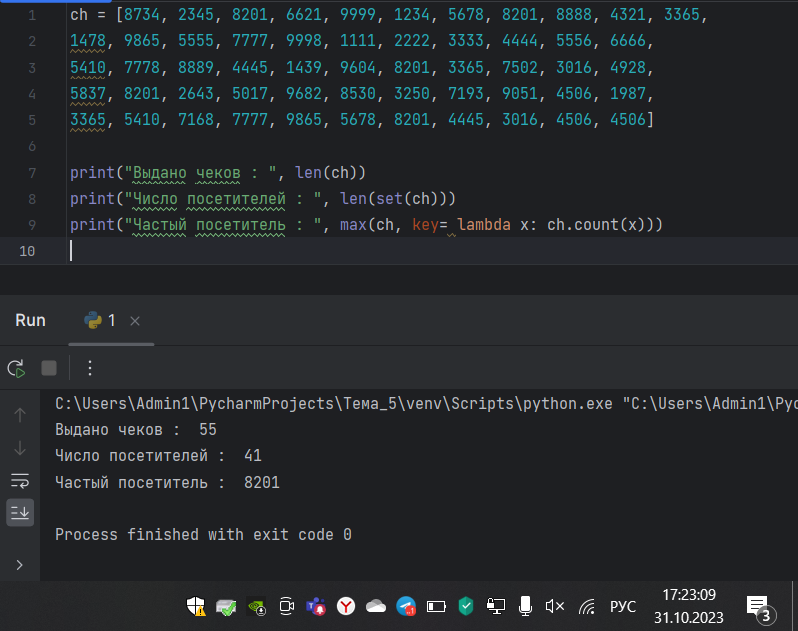 1 ch = [8734, 2345, 8201, 6621, 9999, 1234, 5678, 8201, 8888, 4321, 3365,
2 1478, 9865, 5555, 7777, 9998, 1111, 2222, 3333, 4444, 5556, 6666,
3 5410, 7778, 8889, 4445, 1439, 9604, 8201, 3365, 7502, 3016, 4928,
4 5837, 8201, 2643, 5017, 9682, 8530, 3250, 7193, 9051, 4506, 1987,
5 3365, 5410, 7168, 7777, 9865, 5678, 8201, 4445, 3016, 4506, 4506]
6
7 print("Выдано чеков : ", len(ch))
8 print("Число посетителей : ", len(set(ch)))
9 print("Частый посетитель : ", max(ch, key= lambda x: ch.count(x)))
10
Run 1
C:\Users\Admin1\PycharmProjects\Тема_5\venv\Scripts\python.exe "C:\Users\Admin1\Pyc
Выдано чеков :  55
Число посетителей :  41
Частый посетитель :  8201
Process finished with exit code 0
РУС
17:23:09
31.10.2023
3